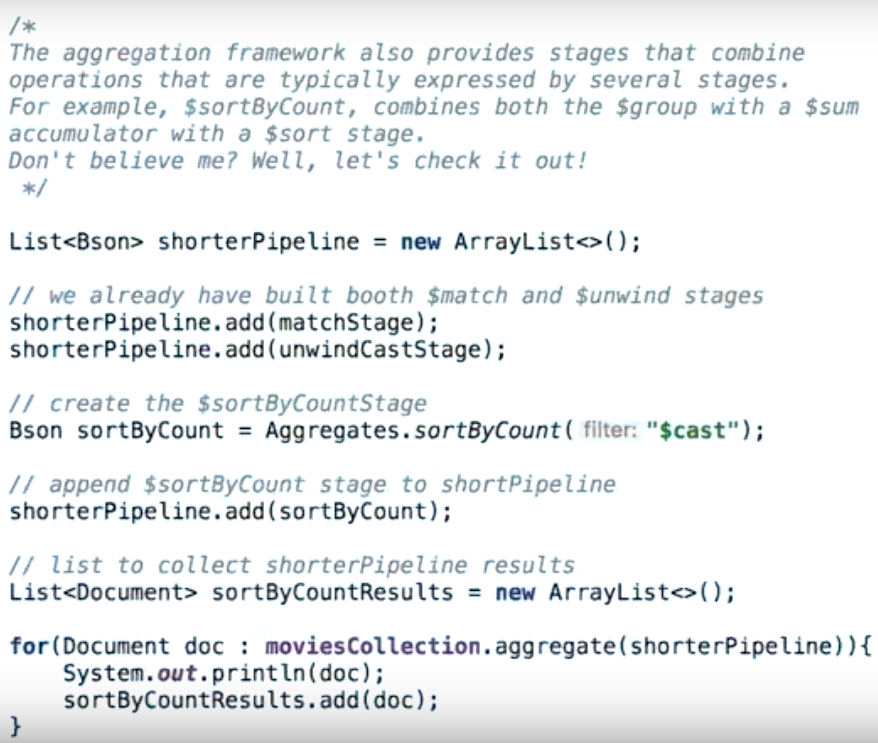 /*
The aggregation framework also provides stages that combine
operations that are typically expressed by several stages.
For example, $sortByCount, combines both the $group with a $sum
accumulator with a $sort stage.
Don't believe me? Well, let's check it out!
*/
List<Bson> shorterPipeline = new ArrayList<>();
// we already have built booth $match and $unwind stages
shorterPipeline.add(matchStage);
shorterPipeline.add(unwindCastStage);
// create the $sortByCountStage
Bson sortByCount = Aggregates.sortByCount( filter: "$cast");
// append $sortByCount stage to shortPipeline
shorterPipeline.add(sortByCount);
// list to collect shorterPipeline results
List<Document> sortByCountResults = new ArrayList<>();
for(Document doc : moviesCollection.aggregate(shorterPipeline)){
System.out.println(doc);
sortByCountResults.add(doc);
}